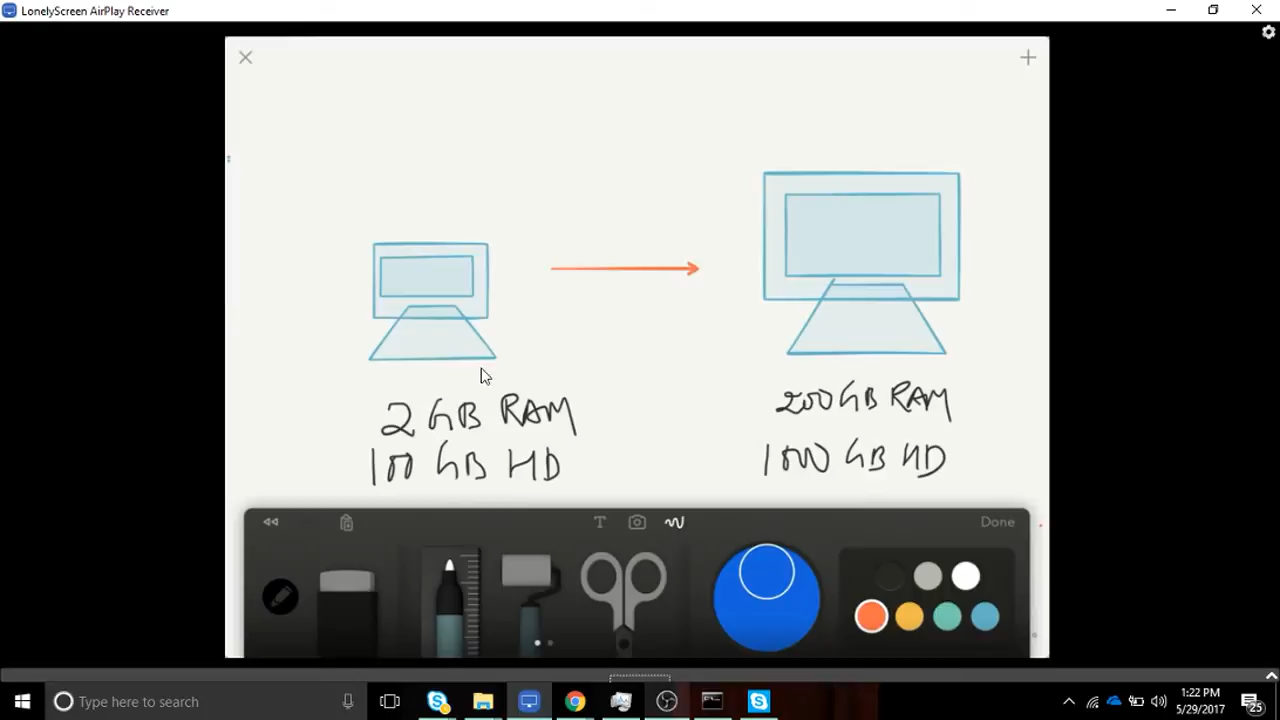 LonelyScreen AirPlay Receiver
2 GB RAM
100 GB HD
200 GB RAM
1000 GB HD
T
Done
Type here to search
1:22 PM
5/29/2017
25